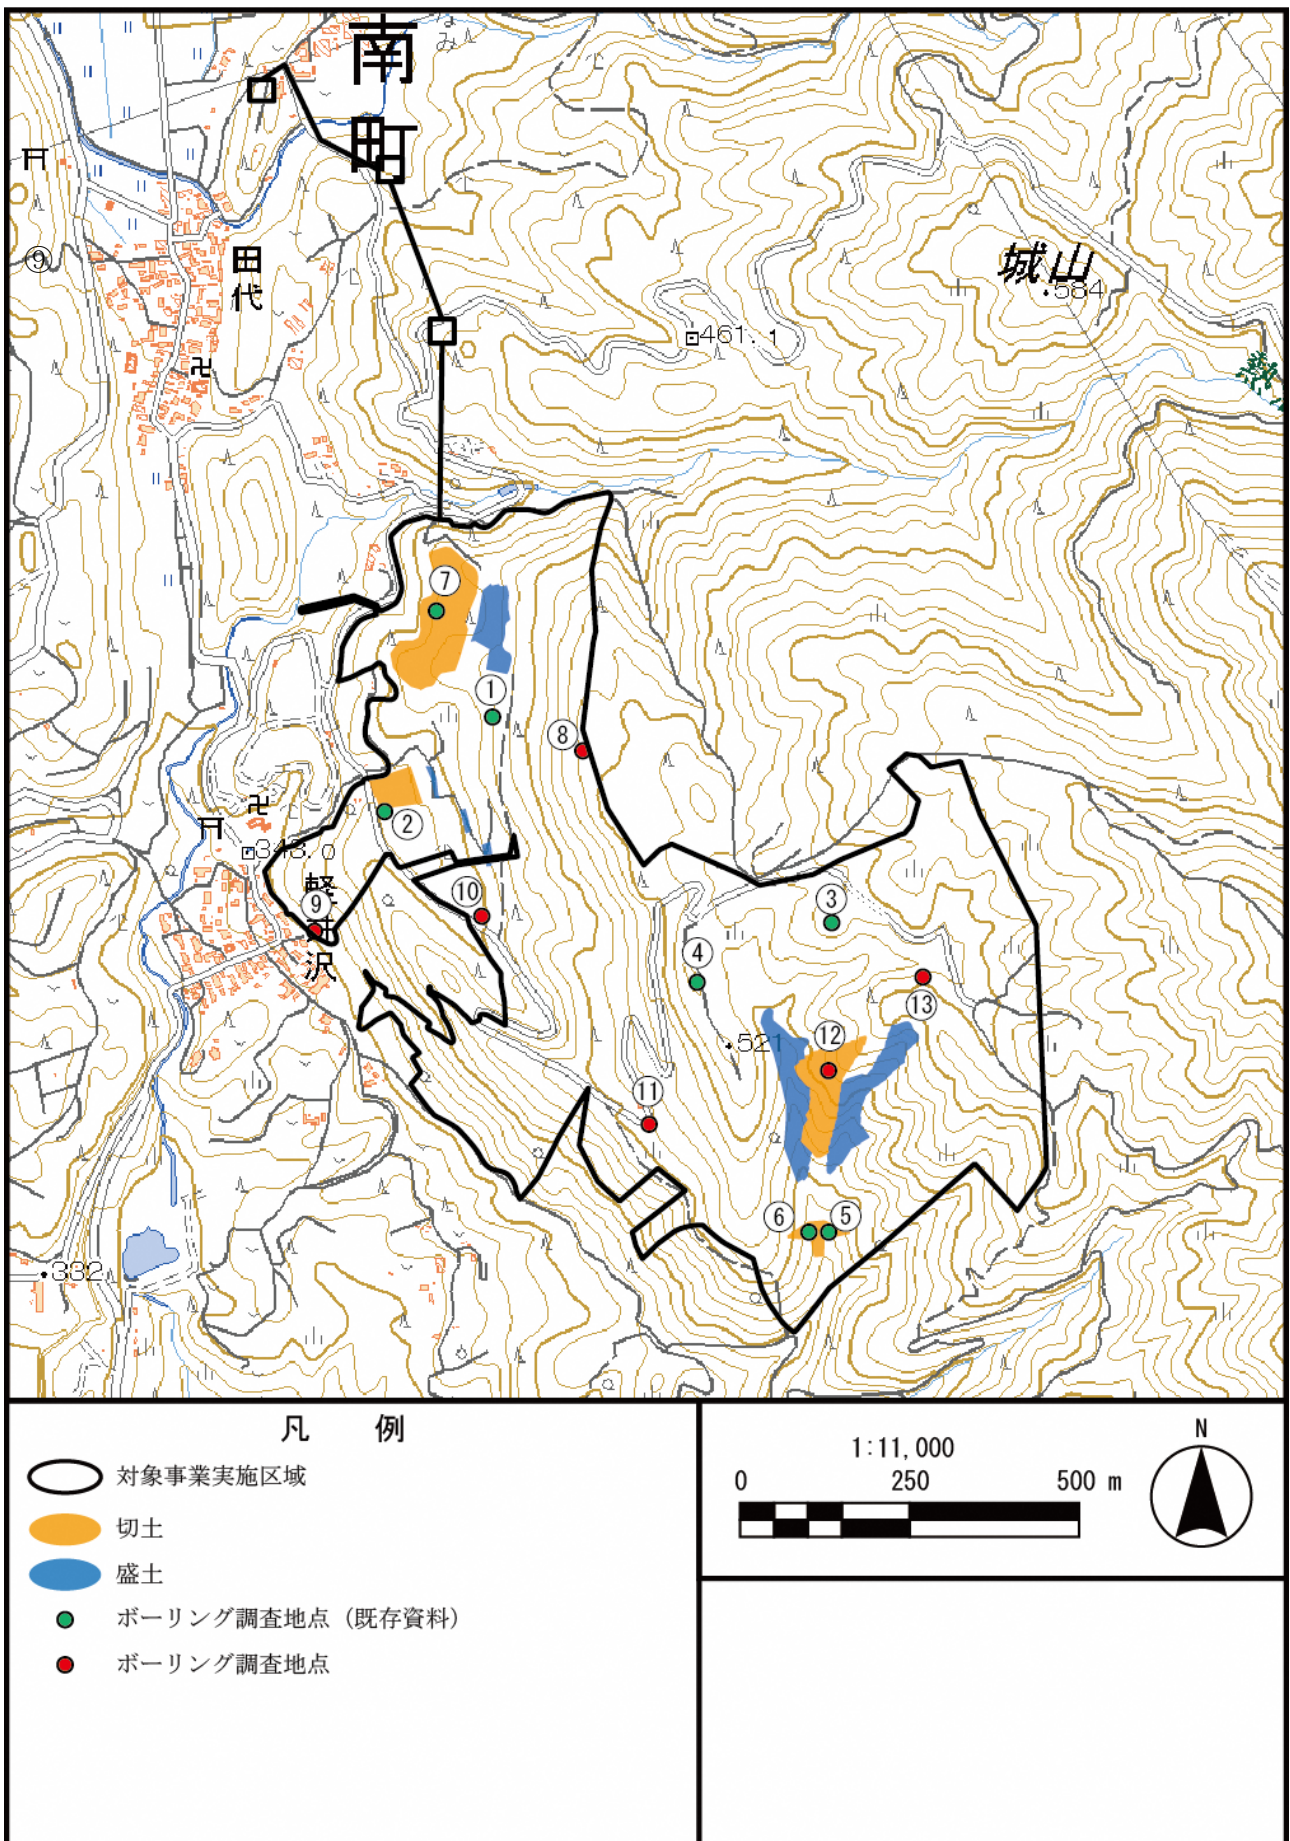 南
町
田
代
城山
・584
461.1
⑨
7
1
8
2
343.0
10
9
軽
沢
3
4
13
・521
12
11
6
5
・332
凡　例
対象事業実施区域
切土
盛土
ボーリング調査地点（既存資料）
ボーリング調査地点
1:11,000
0 250 500 m
N